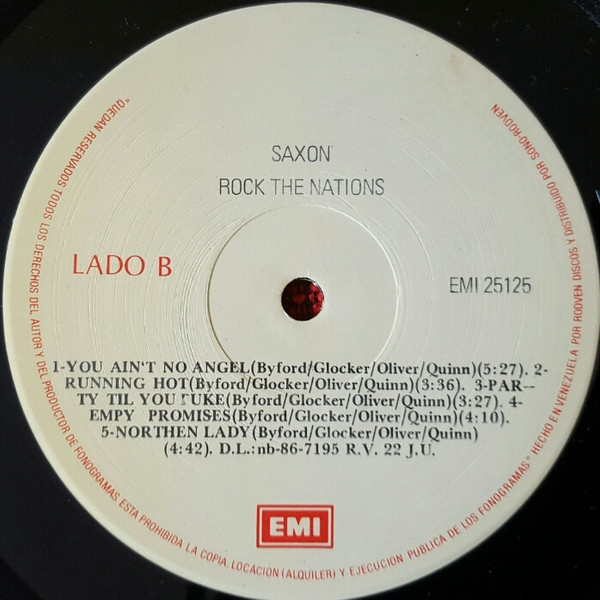 SAXON
ROCK THE NATIONS
LADO B
EMI 25125
1-YOU AIN'T NO ANGEL(Byford/Glocker/Oliver/Quinn)(5:27). 2-
RUNNING HOT(Byford/Glocker/Oliver/Quinn)(3:36). 3-PAR--
TY TIL YOU PUKE(Byford/Glocker/Oliver/Quinn)(3:27). 4-
EMPY PROMISES(Byford/Glocker/Oliver/Quinn)(4:10).
5-NORTHEN LADY(Byford/Glocker/Oliver/Quinn)
(4:42). D.L.:nb-86-7195 R.V. 22 J.U.
EMI
"QUEDAN RESERVADOS TODOS LOS DERECHOS DEL AUTOR Y DEL PRODUCTOR DE FONOGRAMAS ESTA PROHIBIDA LA COPIA, LOCACION (ALQUILER) Y EJECUCION PUBLICA DE LOS FONOGRAMAS" HECHO EN VENEZUELA POR RODVEN DISCOS Y DISTRIBUIDO POR SONO-RODVEN